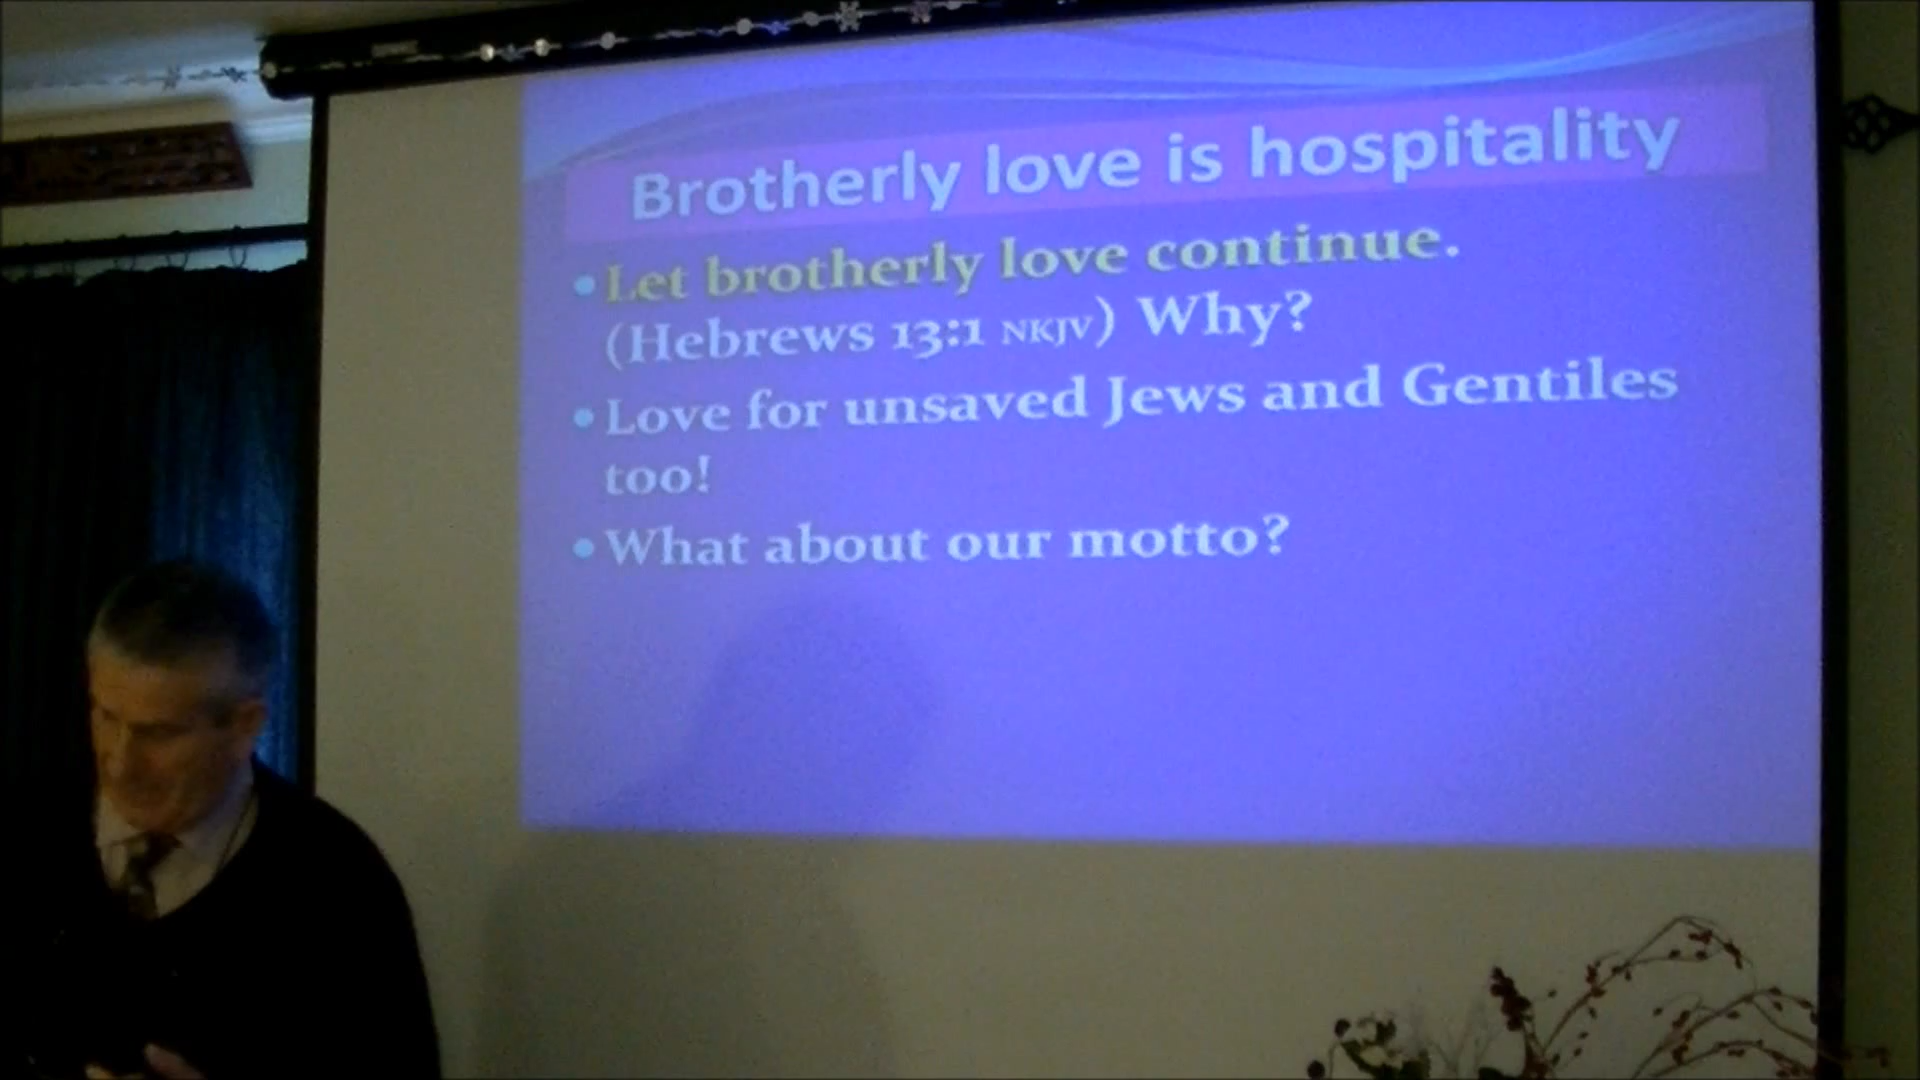 Brotherly love is hospitality
• Let brotherly love continue.
(Hebrews 13:1 NKJV) Why?
• Love for unsaved Jews and Gentiles
too!
• What about our motto?